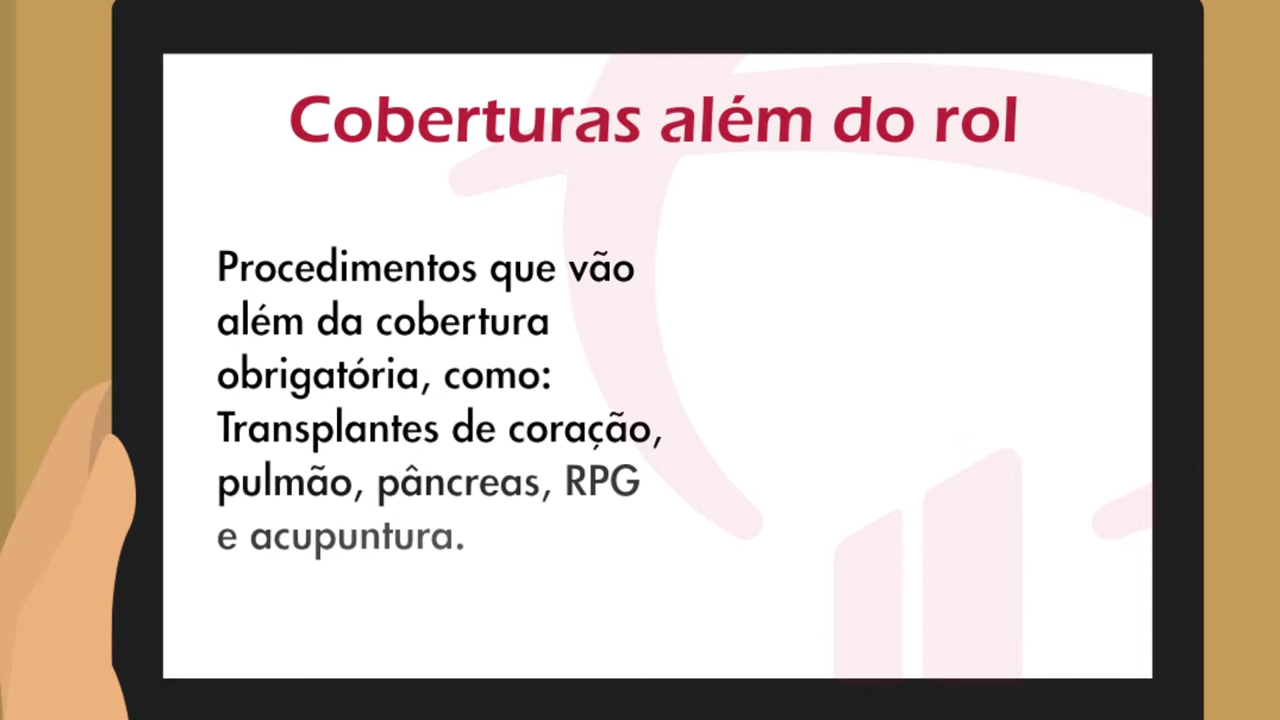 Coberturas além do rol
Procedimentos que vão
além da cobertura
obrigatória, como:
Transplantes de coração,
pulmão, pâncreas, RPG
e acupuntura.